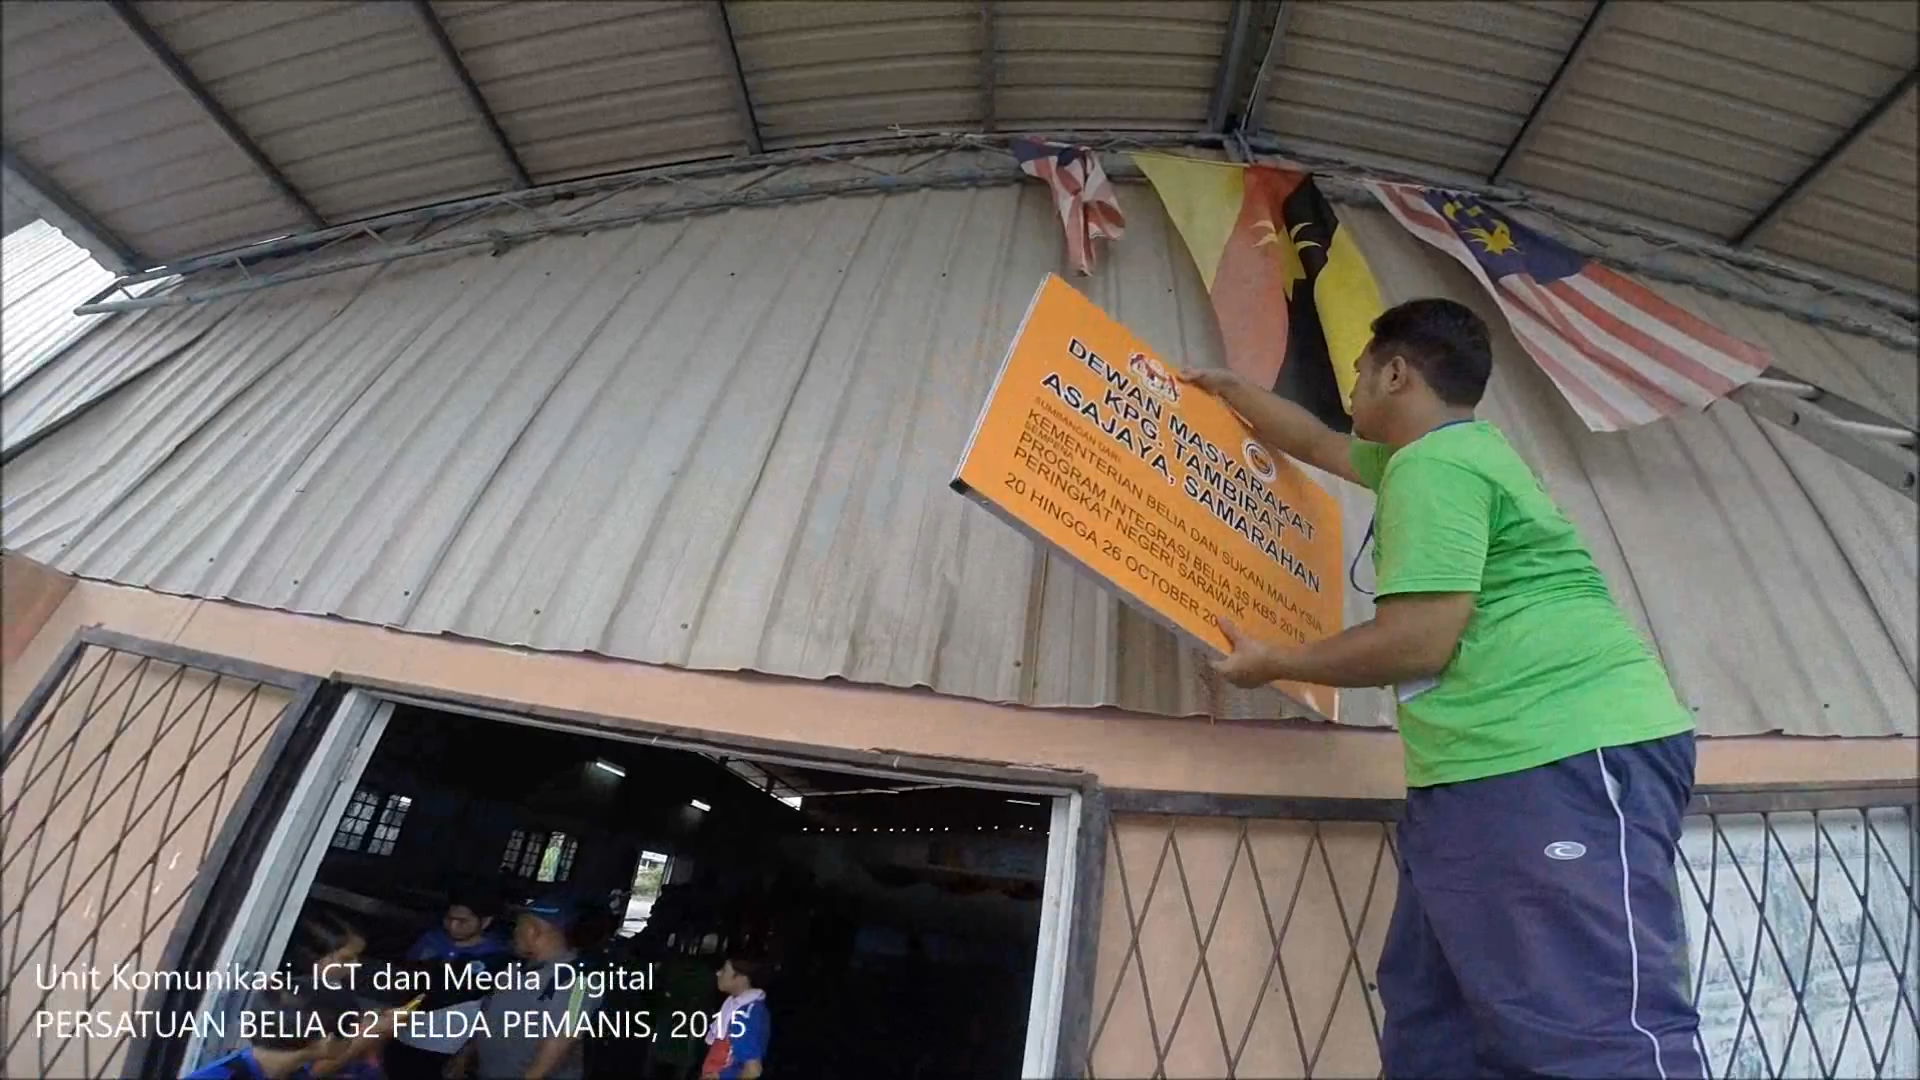 DEWAN MASYARAKAT
KPG. TAMBIRAT
ASAJAYA, SAMARAHAN
SUMBANGAN DARI
KEMENTERIAN BELIA DAN SUKAN MALAYSIA
SEMPENA
PROGRAM INTEGRASI BELIA 3S KBS 2015
PERINGKAT NEGERI SARAWAK
20 HINGGA 26 OCTOBER 20
Unit Komunikasi, ICT dan Media Digital
PERSATUAN BELIA G2 FELDA PEMANIS, 2015